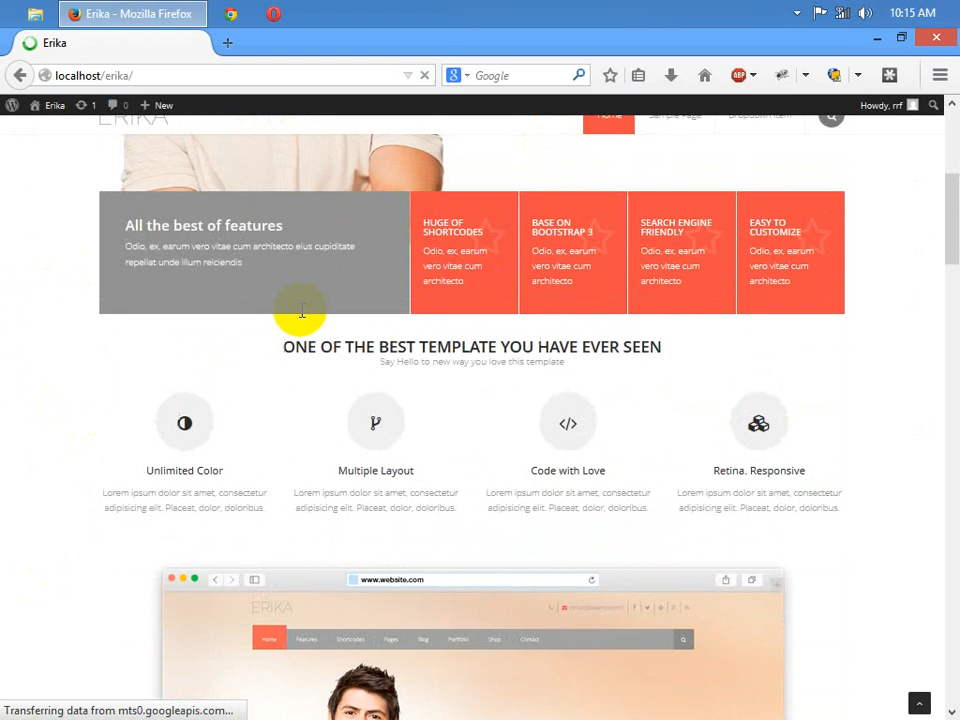 Erika - Mozilla Firefox
10:15 AM
Erika
localhost/erika/
Google
ABP
Erika 1 0 New
Howdy, rrf
ERIKA
Home Sample Page Dropdown Item
All the best of features
Odio, ex, earum vero vitae cum architecto eius cupiditate
repellat unde illum reiciendis
HUGE OF
SHORTCODES
Odio, ex, earum
vero vitae cum
architecto
BASE ON
BOOTSTRAP 3
Odio, ex, earum
vero vitae cum
architecto
SEARCH ENGINE
FRIENDLY
Odio, ex, earum
vero vitae cum
architecto
EASY TO
CUSTOMIZE
Odio, ex, earum
vero vitae cum
architecto
ONE OF THE BEST TEMPLATE YOU HAVE EVER SEEN
Say Hello to new way you love this template
Unlimited Color
Lorem ipsum dolor sit amet, consectetur
adipisicing elit. Placeat, dolor, doloribus.
Multiple Layout
Lorem ipsum dolor sit amet, consectetur
adipisicing elit. Placeat, dolor, doloribus.
Code with Love
Lorem ipsum dolor sit amet, consectetur
adipisicing elit. Placeat, dolor, doloribus.
Retina. Responsive
Lorem ipsum dolor sit amet, consectetur
adipisicing elit. Placeat, dolor, doloribus.
www.website.com
ERIKA
Home Features Shortcodes Pages Blog Portfolio Shop Contact
Transferring data from mts0.googleapis.com...